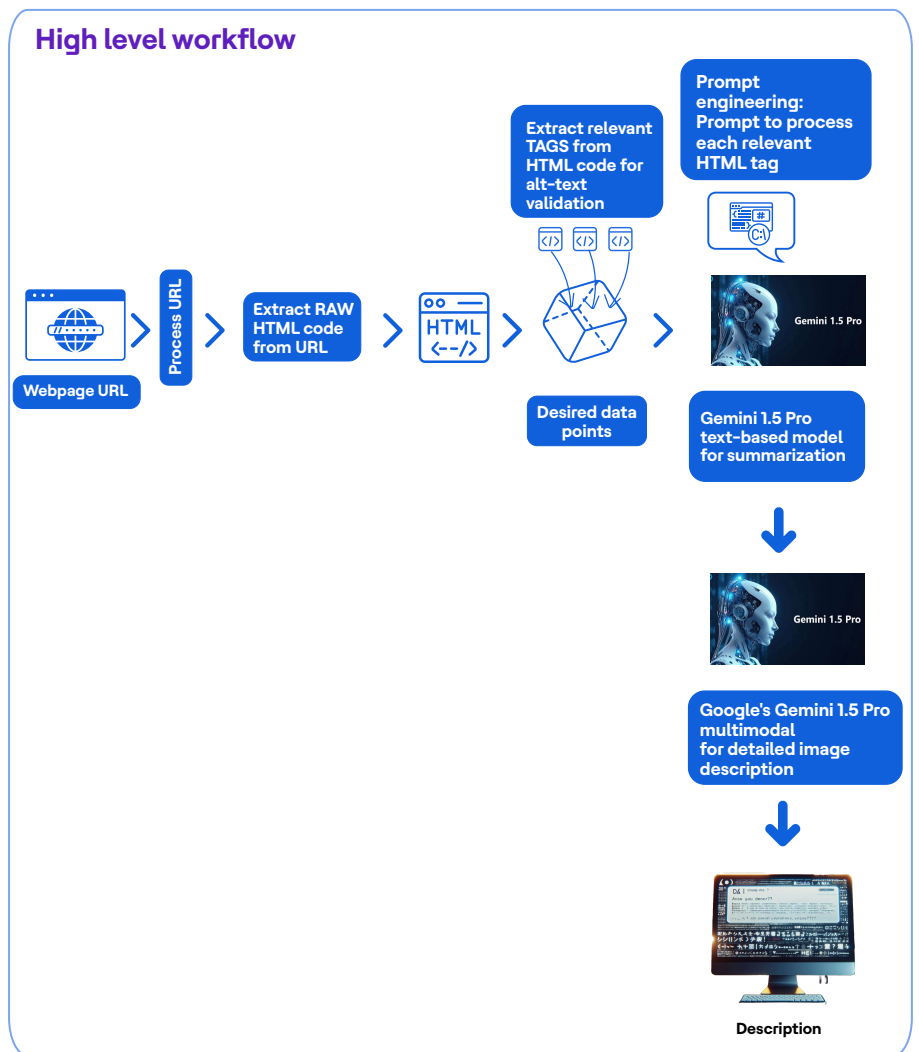 High level workflow
Prompt
engineering:
Prompt to process
each relevant
HTML tag
Extract relevant
TAGS from
HTML code for
alt-text
validation
</> </> </>
#
C:\
Process URL
Extract RAW
HTML code
from URL
HTML
<--/>
Gemini 1.5 Pro
Webpage URL
Desired data
points
Gemini 1.5 Pro
text-based model
for summarization
Gemini 1.5 Pro
Google's Gemini 1.5 Pro
multimodal
for detailed image
description
Description